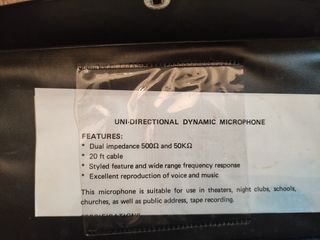 UNI-DIRECTIONAL DYNAMIC MICROPHONE
FEATURES:
* Dual impedance 500Ω and 50KΩ
* 20 ft cable
* Styled feature and wide range frequency response
* Excellent reproduction of voice and music
This microphone is suitable for use in theaters, night clubs, schools,
churches, as well as public address, tape recording.
SPECIFICATIONS